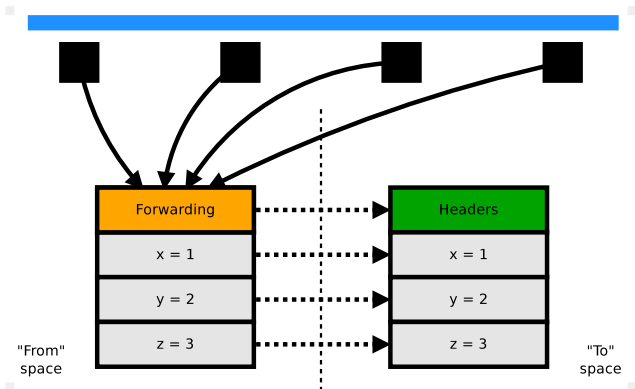 Forwarding
x = 1
y = 2
z = 3
Headers
x = 1
y = 2
z = 3
"From"
space
"To"
space